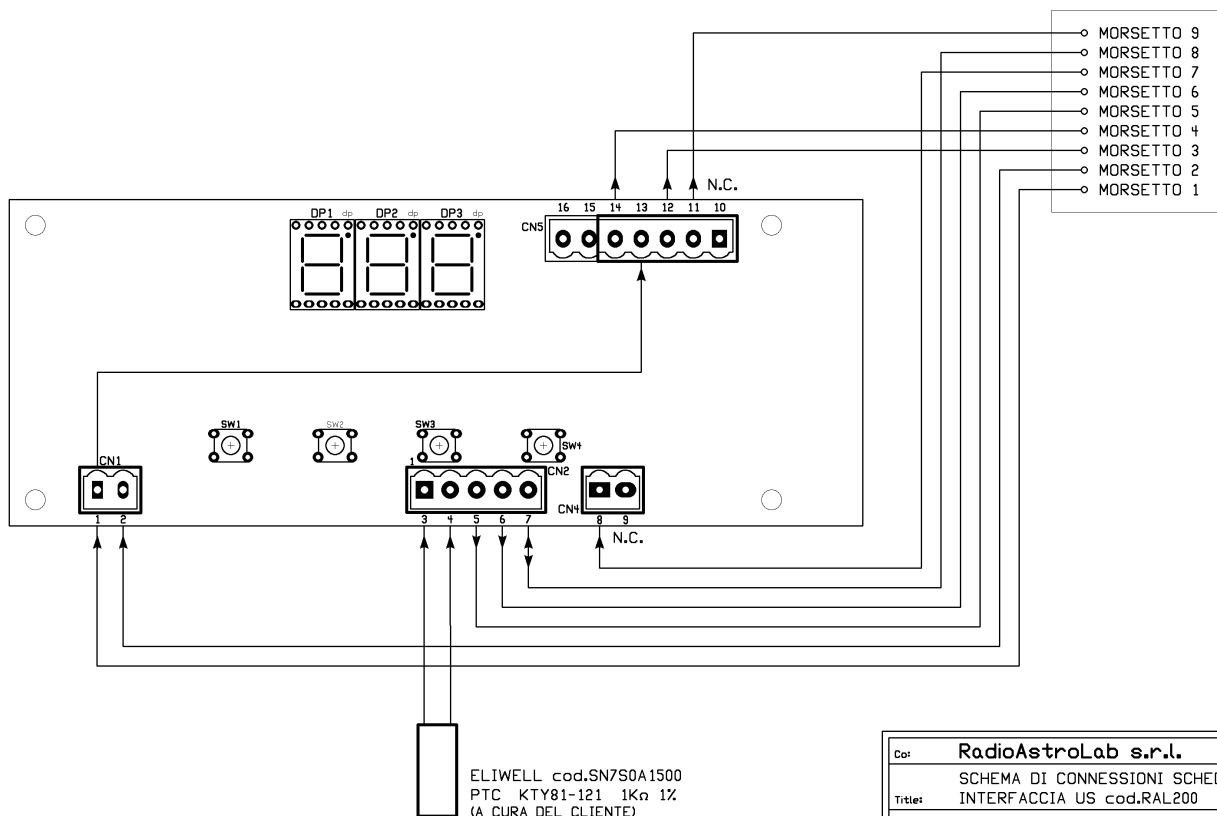 MORSETTO 9
MORSETTO 8
MORSETTO 7
MORSETTO 6
MORSETTO 5
MORSETTO 4
MORSETTO 3
MORSETTO 2
MORSETTO 1
N.C.
DP1 dp DP2 dp DP3 dp
16 15 14 13 12 11 10
CN5
SW1 SW2 SW3 SW4
CN1
1
CN2
CN4
1 2 3 4 5 6 7 8 9
N.C.
ELIWELL cod.SN7S0A1500
PTC KTY81-121 1KΩ 1%
(A CURA DEL CLIENTE)
Co: RadioAstroLab s.r.l.
SCHEMA DI CONNESSIONI SCHED
Title: INTERFACCIA US cod.RAL200